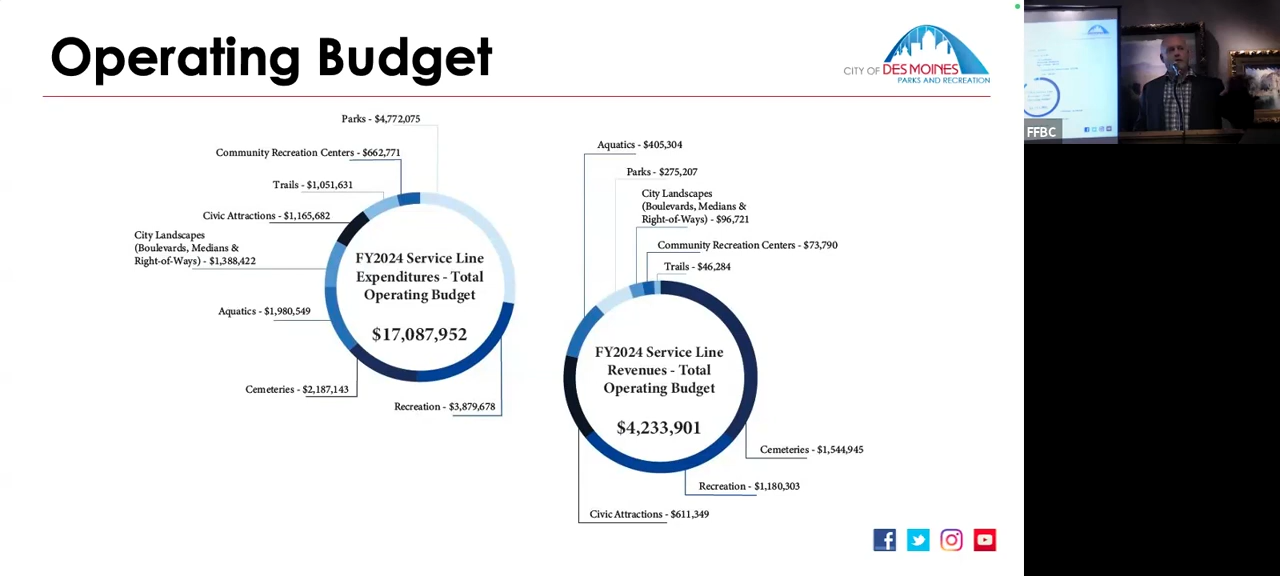 Operating Budget
CITY OF DES MOINES
PARKS AND RECREATION
Parks - $4,772,075
Community Recreation Centers - $662,771
Trails - $1,051,631
Civic Attractions - $1,165,682
City Landscapes
(Boulevards, Medians &
Right-of-Ways) - $1,388,422
Aquatics - $1,980,549
Cemeteries - $2,187,143
Recreation - $3,879,678
FY2024 Service Line
Expenditures - Total
Operating Budget
$17,087,952
Aquatics - $405,304
Parks - $275,207
City Landscapes
(Boulevards, Medians &
Right-of-Ways) - $96,721
Community Recreation Centers - $73,790
Trails - $46,284
FY2024 Service Line
Revenues - Total
Operating Budget
$4,233,901
Cemeteries - $1,544,945
Recreation - $1,180,303
Civic Attractions - $611,349
FFBC